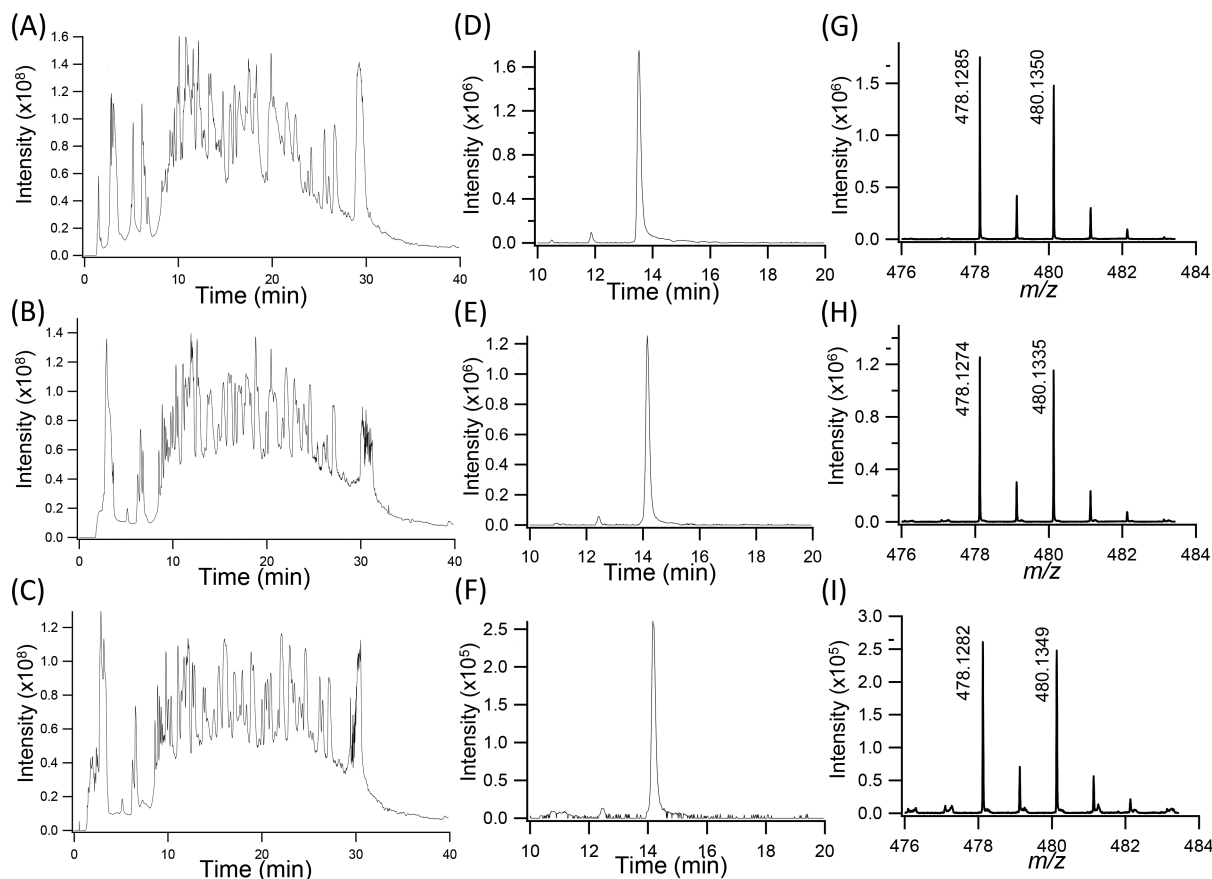 (A)
Intensity (x10⁸)
1.6
1.4
1.2
1.0
0.8
0.6
0.4
0.2
0.0
0 10 20 30 40
Time (min)
(D)
Intensity (x10⁶)
1.6
1.2
0.8
0.4
0.0
10 12 14 16 18 20
Time (min)
(G)
Intensity (x10⁶)
1.5
1.0
0.5
0.0
478.1285
480.1350
476 478 480 482 484
m/z
(B)
Intensity (x10⁸)
1.4
1.2
1.0
0.8
0.6
0.4
0.2
0.0
0 10 20 30 40
Time (min)
(E)
Intensity (x10⁶)
1.2
1.0
0.8
0.6
0.4
0.2
0.0
10 12 14 16 18 20
Time (min)
(H)
Intensity (x10⁶)
1.2
0.8
0.4
0.0
478.1274
480.1335
476 478 480 482 484
m/z
(C)
Intensity (x10⁸)
1.2
1.0
0.8
0.6
0.4
0.2
0.0
0 10 20 30 40
Time (min)
(F)
Intensity (x10⁵)
2.5
2.0
1.5
1.0
0.5
0.0
10 12 14 16 18 20
Time (min)
(I)
Intensity (x10⁵)
3.0
2.5
2.0
1.5
1.0
0.5
0.0
478.1282
480.1349
476 478 480 482 484
m/z